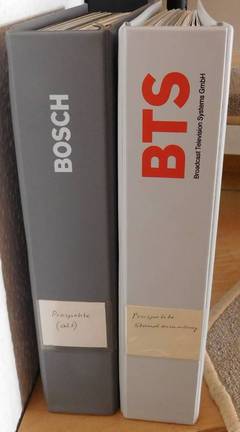 BOSCH
Prospekte
(alt)
BTS
Broadcast Television Systems GmbH
Prospekte